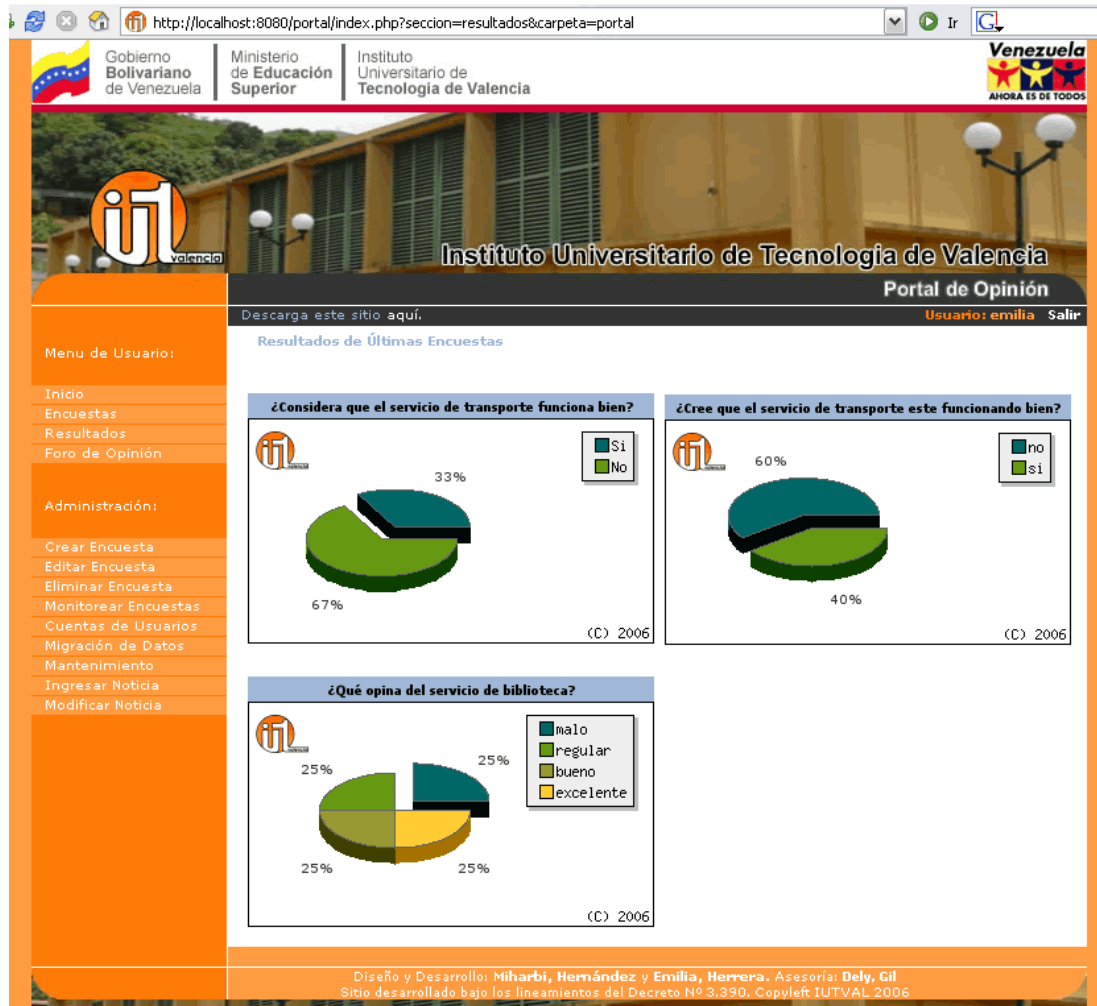 http://localhost:8080/portal/index.php?seccion=resultados&carpeta=portal
Ir
G
Gobierno
Bolivariano
de Venezuela
Ministerio
de Educación
Superior
Instituto
Universitario de
Tecnología de Valencia
Venezuela
AHORA ES DE TODOS
valencia
Instituto Universitario de Tecnologia de Valencia
Portal de Opinión
Descarga este sitio aquí.
Usuario: emilia Salir
Menu de Usuario:
Inicio
Encuestas
Resultados
Foro de Opinión
Administración:
Crear Encuesta
Editar Encuesta
Eliminar Encuesta
Monitorear Encuestas
Cuentas de Usuarios
Migración de Datos
Mantenimiento
Ingresar Noticia
Modificar Noticia
Resultados de Últimas Encuestas
¿Considera que el servicio de transporte funciona bien?
Si
No
33%
67%
(C) 2006
¿Cree que el servicio de transporte este funcionando bien?
no
si
60%
40%
(C) 2006
¿Qué opina del servicio de biblioteca?
malo
regular
bueno
excelente
25%
25%
25%
25%
(C) 2006
Diseño y Desarrollo: Miharbi, Hernández y Emilia, Herrera. Asesoría: Dely, Gil
Sitio desarrollado bajo los lineamientos del Decreto Nº 3.390. Copyleft IUTVAL 2006